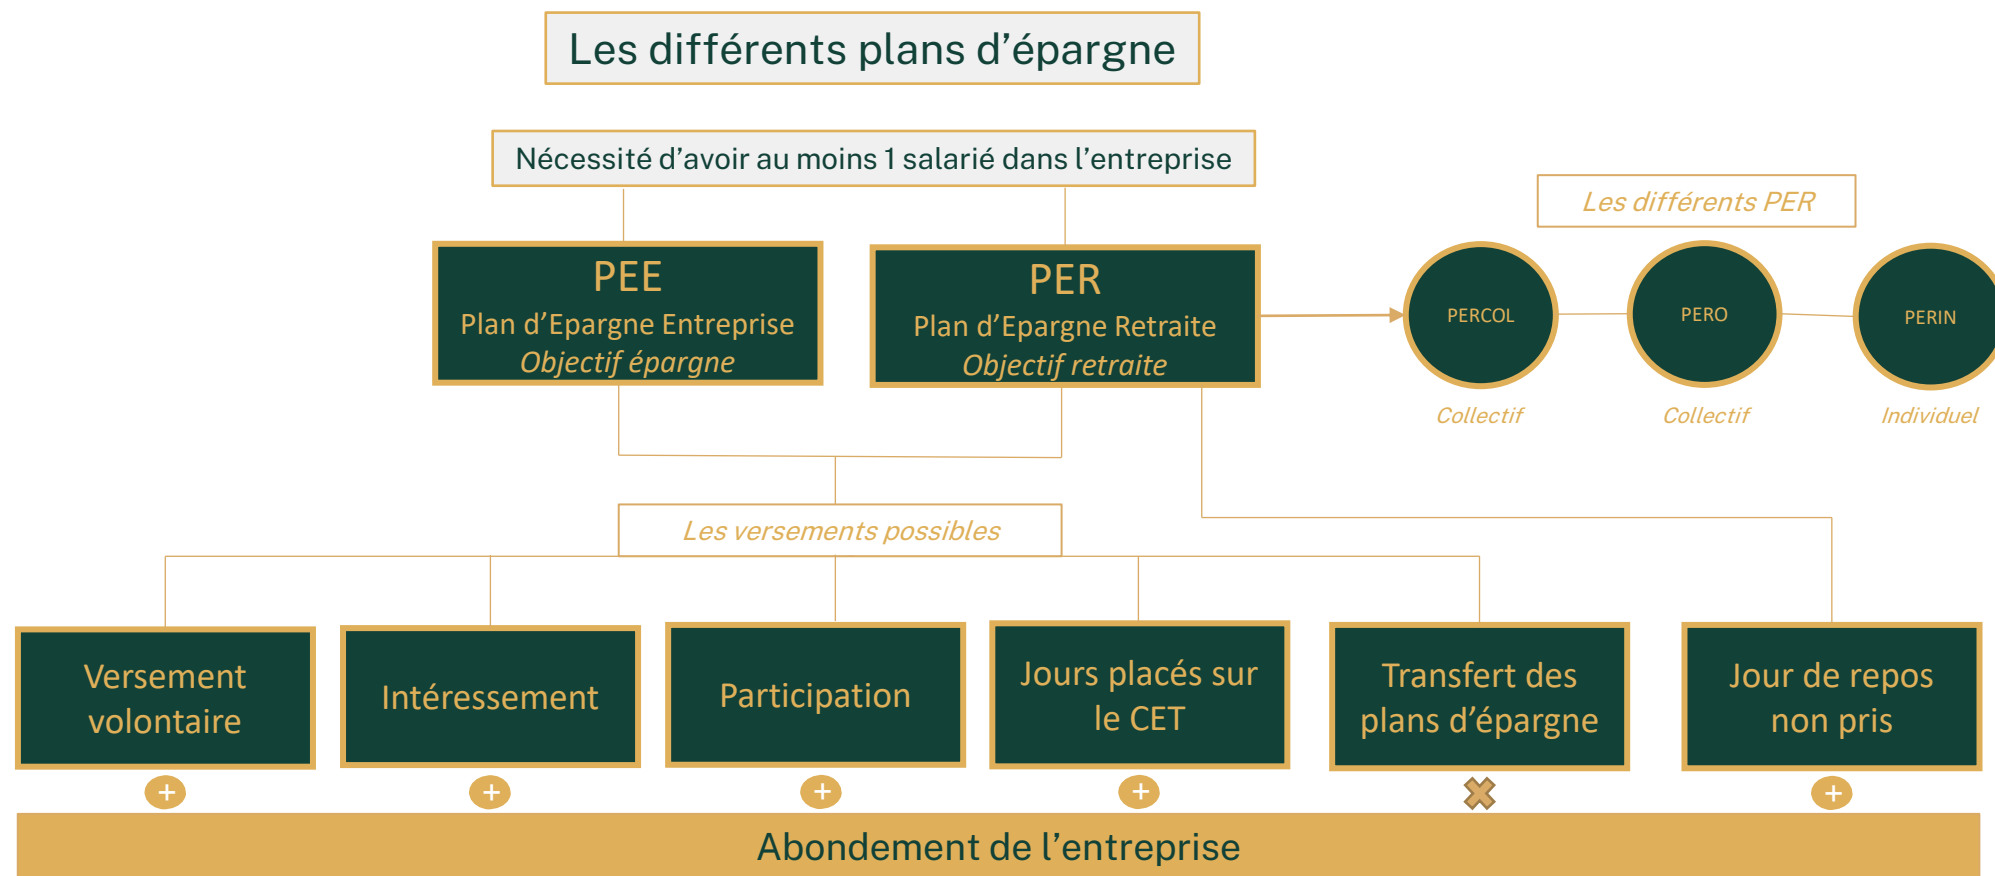 Les différents plans d’épargne
Nécessité d’avoir au moins 1 salarié dans l’entreprise
PEE
Plan d’Epargne Entreprise
Objectif épargne
PER
Plan d’Epargne Retraite
Objectif retraite
Les différents PER
PERCOL
PERO
PERIN
Collectif
Collectif
Individuel
Les versements possibles
Versement
volontaire
Intéressement
Participation
Jours placés sur
le CET
Transfert des
plans d’épargne
Jour de repos
non pris
+
+
+
+
+
Abondement de l’entreprise